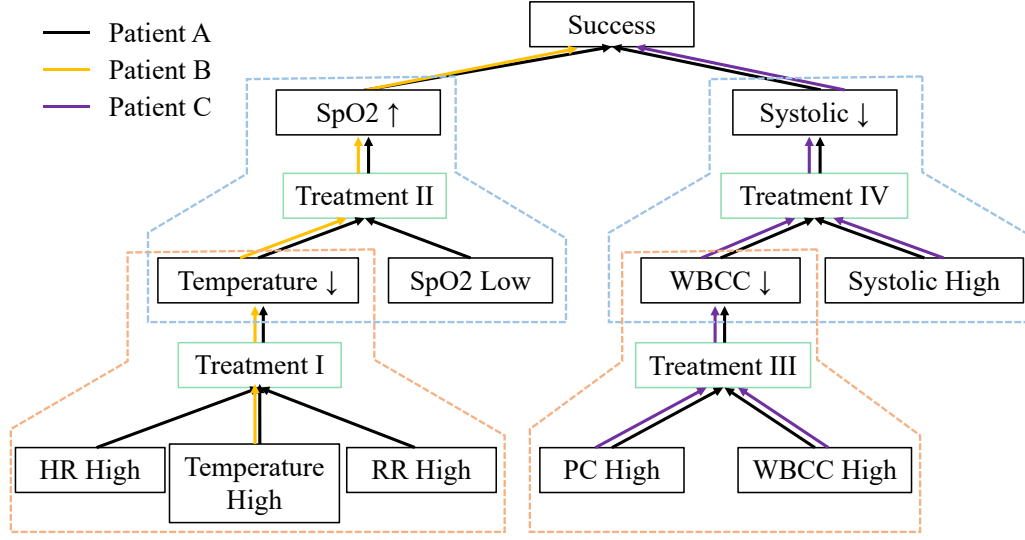 Success
Patient A
Patient B
Patient C
SpO2 ↑
Systolic ↓
Treatment II
Treatment IV
Temperature ↓
SpO2 Low
WBCC ↓
Systolic High
Treatment I
Treatment III
HR High
Temperature
High
RR High
PC High
WBCC High